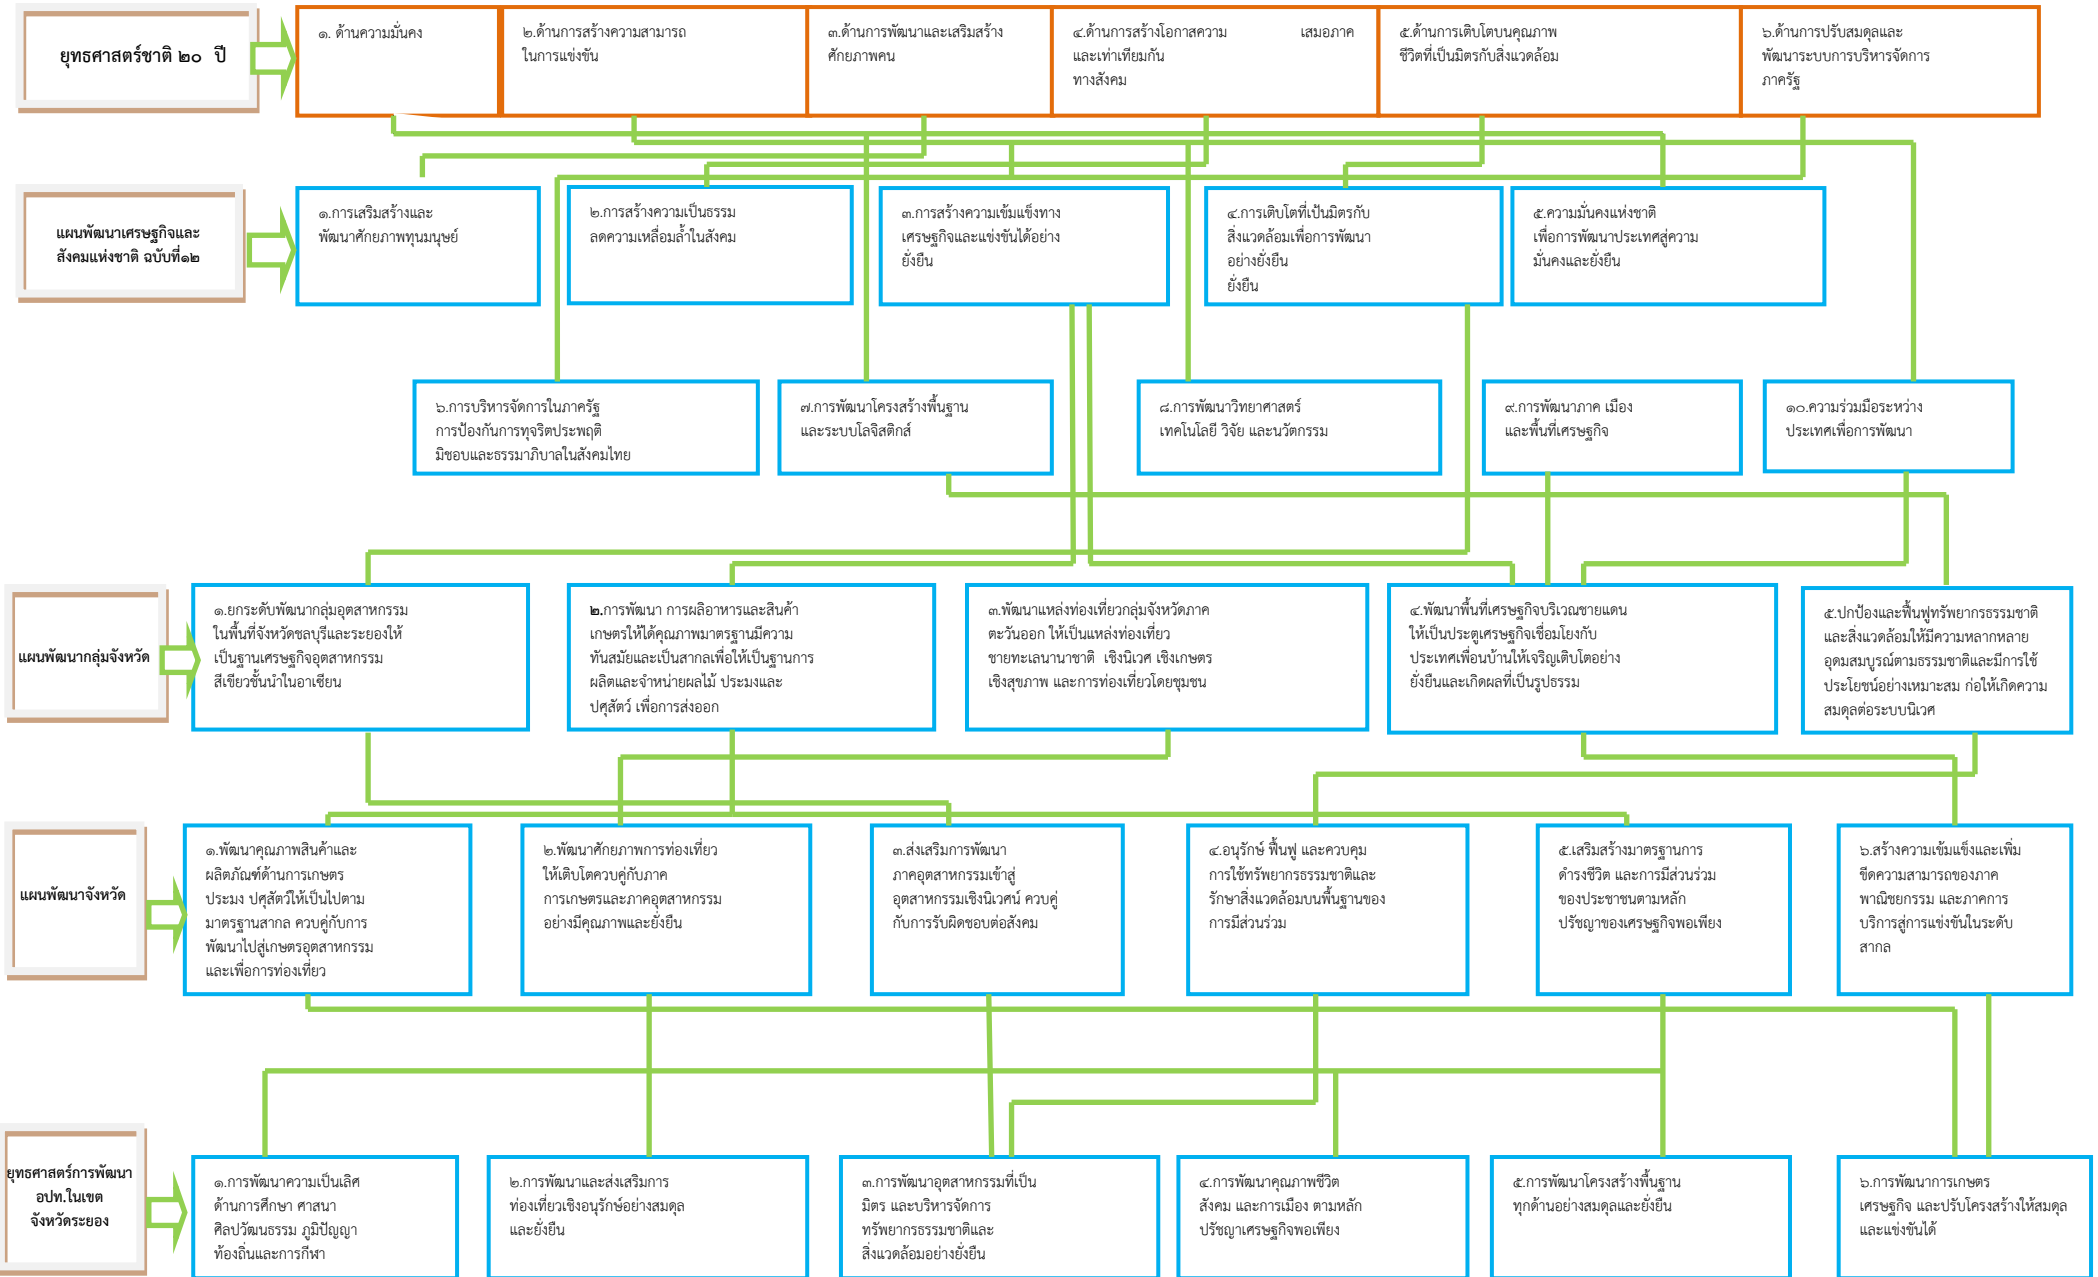 ยุทธศาสตร์ชาติ ๒๐ ปี
๑. ด้านความมั่นคง
๒.ด้านการสร้างความสามารถ
ในการแข่งขัน
๓.ด้านการพัฒนาและเสริมสร้าง
ศักยภาพคน
๔.ด้านการสร้างโอกาสความ เสมอภาค
และเท่าเทียมกัน
ทางสังคม
๕.ด้านการเติบโตบนคุณภาพ
ชีวิตที่เป็นมิตรกับสิ่งแวดล้อม
๖.ด้านการปรับสมดุลและ
พัฒนาระบบการบริหารจัดการ
ภาครัฐ
แผนพัฒนาเศรษฐกิจและ
สังคมแห่งชาติ ฉบับที่๑๒
๑.การเสริมสร้างและ
พัฒนาศักยภาพทุนมนุษย์
๒.การสร้างความเป็นธรรม
ลดความเหลื่อมล้ำในสังคม
๓.การสร้างความเข้มแข็งทาง
เศรษฐกิจและแข่งขันได้อย่าง
ยั่งยืน
๔.การเติบโตที่เป้นมิตรกับ
สิ่งแวดล้อมเพื่อการพัฒนา
อย่างยั่งยืน
ยั่งยืน
๕.ความมั่นคงแห่งชาติ
เพื่อการพัฒนาประเทศสู่ความ
มั่นคงและยั่งยืน
๖.การบริหารจัดการในภาครัฐ
การป้องกันการทุจริตประพฤติ
มิชอบและธรรมาภิบาลในสังคมไทย
๗.การพัฒนาโครงสร้างพื้นฐาน
และระบบโลจิสติกส์
๘.การพัฒนาวิทยาศาสตร์
เทคโนโลยี วิจัย และนวัตกรรม
๙.การพัฒนาภาค เมือง
และพื้นที่เศรษฐกิจ
๑๐.ความร่วมมือระหว่าง
ประเทศเพื่อการพัฒนา
แผนพัฒนากลุ่มจังหวัด
๑.ยกระดับพัฒนากลุ่มอุตสาหกรรม
ในพื้นที่จังหวัดชลบุรีและระยองให้
เป็นฐานเศรษฐกิจอุตสาหกรรม
สีเขียวชั้นนำในอาเซียน
๒.การพัฒนา การผลิอาหารและสินค้า
เกษตรให้ได้คุณภาพมาตรฐานมีความ
ทันสมัยและเป็นสากลเพื่อให้เป็นฐานการ
ผลิตและจำหน่ายผลไม้ ประมงและ
ปศุสัตว์ เพื่อการส่งออก
๓.พัฒนาแหล่งท่องเที่ยวกลุ่มจังหวัดภาค
ตะวันออก ให้เป็นแหล่งท่องเที่ยว
ชายทะเลนานาชาติ เชิงนิเวศ เชิงเกษตร
เชิงสุขภาพ และการท่องเที่ยวโดยชุมชน
๔.พัฒนาพื้นที่เศรษฐกิจบริเวณชายแดน
ให้เป็นประตูเศรษฐกิจเชื่อมโยงกับ
ประเทศเพื่อนบ้านให้เจริญเติบโตอย่าง
ยั่งยืนและเกิดผลที่เป็นรูปธรรม
๕.ปกป้องและฟื้นฟูทรัพยากรธรรมชาติ
และสิ่งแวดล้อมให้มีความหลากหลาย
อุดมสมบูรณ์ตามธรรมชาติและมีการใช้
ประโยชน์อย่างเหมาะสม ก่อให้เกิดความ
สมดุลต่อระบบนิเวศ
แผนพัฒนาจังหวัด
๑.พัฒนาคุณภาพสินค้าและ
ผลิตภัณฑ์ด้านการเกษตร
ประมง ปศุสัตว์ให้เป็นไปตาม
มาตรฐานสากล ควบคู่กับการ
พัฒนาไปสู่เกษตรอุตสาหกรรม
และเพื่อการท่องเที่ยว
๒.พัฒนาศักยภาพการท่องเที่ยว
ให้เติบโตควบคู่กับภาค
การเกษตรและภาคอุตสาหกรรม
อย่างมีคุณภาพและยั่งยืน
๓.ส่งเสริมการพัฒนา
ภาคอุตสาหกรรมเข้าสู่
อุตสาหกรรมเชิงนิเวศน์ ควบคู่
กับการรับผิดชอบต่อสังคม
๔.อนุรักษ์ ฟื้นฟู และควบคุม
การใช้ทรัพยากรธรรมชาติและ
รักษาสิ่งแวดล้อมบนพื้นฐานของ
การมีส่วนร่วม
๕.เสริมสร้างมาตรฐานการ
ดำรงชีวิต และการมีส่วนร่วม
ของประชาชนตามหลัก
ปรัชญาของเศรษฐกิจพอเพียง
๖.สร้างความเข้มแข็งและเพิ่ม
ขีดความสามารถของภาค
พาณิชยกรรม และภาคการ
บริการสู่การแข่งขันในระดับ
สากล
ยุทธศาสตร์การพัฒนา
อปท.ในเขต
จังหวัดระยอง
๑.การพัฒนาความเป็นเลิศ
ด้านการศึกษา ศาสนา
ศิลปวัฒนธรรม ภูมิปัญญา
ท้องถิ่นและการกีฬา
๒.การพัฒนาและส่งเสริมการ
ท่องเที่ยวเชิงอนุรักษ์อย่างสมดุล
และยั่งยืน
๓.การพัฒนาอุตสาหกรรมที่เป็น
มิตร และบริหารจัดการ
ทรัพยากรธรรมชาติและ
สิ่งแวดล้อมอย่างยั่งยืน
๔.การพัฒนาคุณภาพชีวิต
สังคม และการเมือง ตามหลัก
ปรัชญาเศรษฐกิจพอเพียง
๕.การพัฒนาโครงสร้างพื้นฐาน
ทุกด้านอย่างสมดุลและยั่งยืน
๖.การพัฒนาการเกษตร
เศรษฐกิจ และปรับโครงสร้างให้สมดุล
และแข่งขันได้